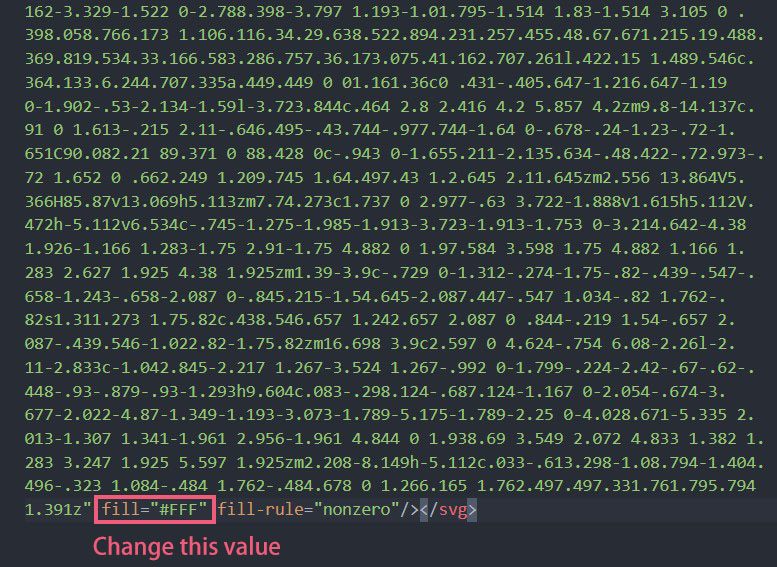 162-3.329-1.522 0-2.788.398-3.797 1.193-1.01.795-1.514 1.83-1.514 3.105 0 .
398.058.766.173 1.106.116.34.29.638.522.894.231.257.455.48.67.671.215.19.488.
369.819.534.33.166.583.286.757.36.173.075.41.162.707.261l.422.15 1.489.546c.
364.133.6.244.707.335a.449.449 0 01.161.36c0 .431-.405.647-1.216.647-1.19
0-1.902-.53-2.134-1.59l-3.723.844c.464 2.8 2.416 4.2 5.857 4.2zm9.8-14.137c.
91 0 1.613-.215 2.11-.646.495-.43.744-.977.744-1.64 0-.678-.24-1.23-.72-1.
651C90.082.21 89.371 0 88.428 0c-.943 0-1.655.211-2.135.634-.48.422-.72.973-.
72 1.652 0 .662.249 1.209.745 1.64.497.43 1.2.645 2.11.645zm2.556 13.864V5.
366H85.87v13.069h5.113zm7.74.273c1.737 0 2.977-.63 3.722-1.888v1.615h5.112V.
472h-5.112v6.534c-.745-1.275-1.985-1.913-3.723-1.913-1.753 0-3.214.642-4.38
1.926-1.166 1.283-1.75 2.91-1.75 4.882 0 1.97.584 3.598 1.75 4.882 1.166 1.
283 2.627 1.925 4.38 1.925zm1.39-3.9c-.729 0-1.312-.274-1.75-.82-.439-.547-.
658-1.243-.658-2.087 0-.845.215-1.54.645-2.087.447-.547 1.034-.82 1.762-.
82s1.311.273 1.75.82c.438.546.657 1.242.657 2.087 0 .844-.219 1.54-.657 2.
087-.439.546-1.022.82-1.75.82zm16.698 3.9c2.597 0 4.624-.754 6.08-2.26l-2.
11-2.833c-1.042.845-2.217 1.267-3.524 1.267-.992 0-1.799-.224-2.42-.67-.62-.
448-.93-.879-.93-1.293h9.604c.083-.298.124-.687.124-1.167 0-2.054-.674-3.
677-2.022-4.87-1.349-1.193-3.073-1.789-5.175-1.789-2.25 0-4.028.671-5.335 2.
013-1.307 1.341-1.961 2.956-1.961 4.844 0 1.938.69 3.549 2.072 4.833 1.382 1.
283 3.247 1.925 5.597 1.925zm2.208-8.149h-5.112c.033-.613.298-1.08.794-1.404.
496-.323 1.084-.484 1.762-.484.678 0 1.266.165 1.762.497.497.331.761.795.794
1.391z" fill="#FFF" fill-rule="nonzero"/></svg>
Change this value